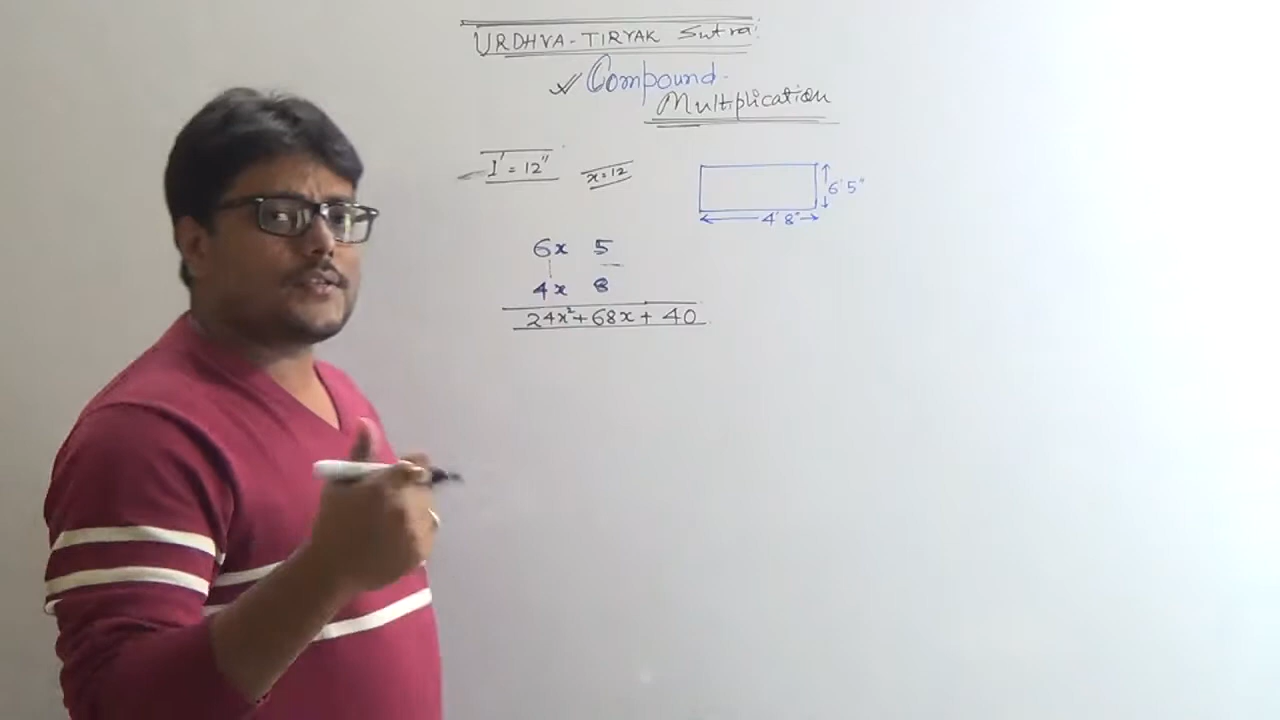 URDHVA-TIRYAK Sutra:
✓ Compound
Multiplication
1' = 12"
x = 12
6' 5"
4' 8"
6x 5
4x 8
24x² + 68x + 40